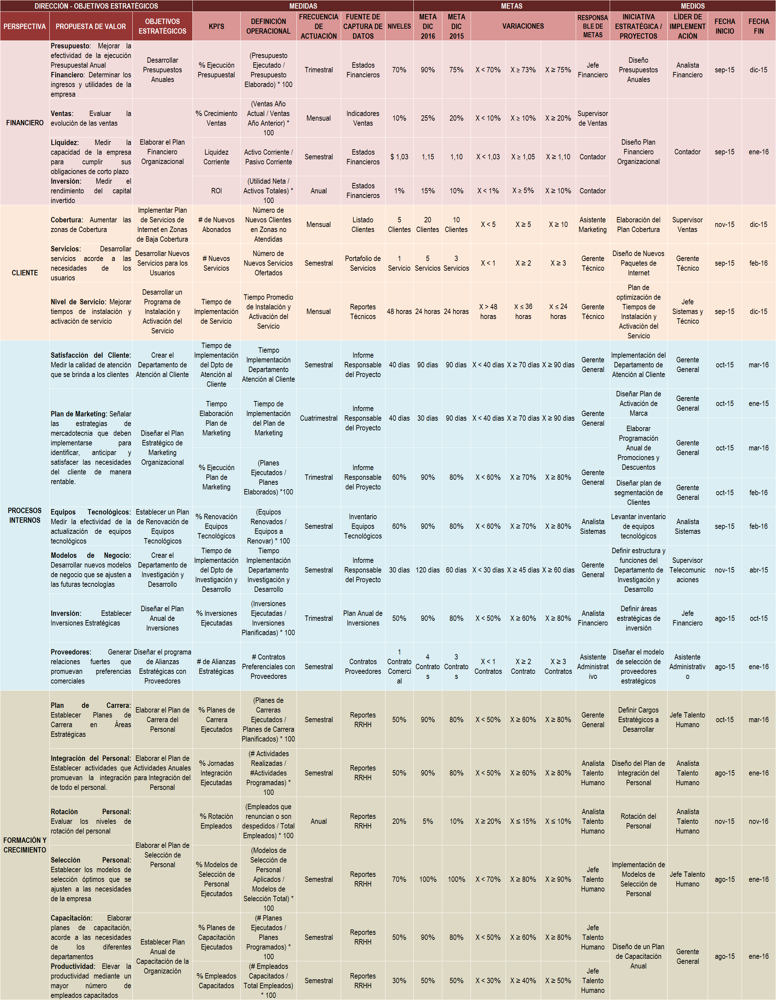 DIRECCIÓN - OBJETIVOS ESTRATÉGICOS
MEDIDAS
METAS
MEDIOS
PERSPECTIVA
PROPUESTA DE VALOR
OBJETIVOS
ESTRATÉGICOS
KPI'S
DEFINICIÓN
OPERACIONAL
FRECUENCIA
DE
ACTUACIÓN
FUENTE DE
CAPTURA DE
DATOS
NIVELES
META
DIC
2016
META
DIC
2015
VARIACIONES
RESPONSA
BLE DE
METAS
INICIATIVA
ESTRATÉGICA /
PROYECTOS
LÍDER DE
IMPLEMENT
ACIÓN
FECHA
INICIO
FECHA
FIN
FINANCIERO
Presupuesto: Mejorar la
efectividad de la ejecución
Presupuestal Anual
Financiero: Determinar los
ingresos y utilidades de la
empresa
Desarrollar
Presupuestos
Anuales
% Ejecución
Presupuestal
(Presupuesto
Ejecutado /
Presupuesto
Elaborado) * 100
Trimestral
Estados
Financieros
70%
90%
75%
X < 70%
X ≥ 73%
X ≥ 75%
Jefe
Financiero
Diseño
Presupuestos
Anuales
Analista
Financiero
sep-15
dic-15
Ventas: Evaluar la
evolución de las ventas
Elaborar el Plan
Financiero
Organizacional
% Crecimiento
Ventas
(Ventas Año
Actual / Ventas
Año Anterior) *
100
Mensual
Indicadores
Ventas
10%
25%
20%
X < 10%
X ≥ 10%
X ≥ 20%
Supervisor
de Ventas
Diseño Plan
Financiero
Organizacional
Contador
sep-15
ene-16
Liquidez: Medir la
capacidad de la empresa
para cumplir sus
obligaciones de corto plazo
Liquidez
Corriente
Activo Corriente /
Pasivo Corriente
Semestral
Estados
Financieros
$ 1,03
1,15
1,10
X < 1,03
X ≥ 1,05
X ≥ 1,10
Contador
Inversión: Medir el
rendimiento del capital
invertido
ROI
(Utilidad Neta /
Activos Totales) *
100
Anual
Estados
Financieros
1%
15%
10%
X < 1%
X ≥ 5%
X ≥ 10%
Contador
CLIENTE
Cobertura: Aumentar las
zonas de Cobertura
Implementar Plan
de Servicios de
Internet en Zonas
de Baja Cobertura
# de Nuevos
Abonados
Número de
Nuevos Clientes
en Zonas no
Atendidas
Mensual
Listado
Clientes
5
Clientes
20
Clientes
10
Clientes
X < 5
X ≥ 5
X ≥ 10
Asistente
Marketing
Elaboración del
Plan Cobertura
Supervisor
Ventas
nov-15
dic-15
Servicios: Desarrollar
servicios acorde a las
necesidades de los
usuarios
Desarrollar Nuevos
Servicios para los
Usuarios
# Nuevos
Servicios
Número de
Nuevos Servicios
Ofertados
Semestral
Portafolio de
Servicios
1
Servicio
5
Servicios
3
Servicios
X < 1
X ≥ 2
X ≥ 3
Gerente
Técnico
Diseño de Nuevos
Paquetes de
Internet
Gerente
Técnico
sep-15
feb-16
Nivel de Servicio: Mejorar
tiempos de instalación y
activación de servicio
Desarrollar un
Programa de
Instalación y
Activación del
Servicio
Tiempo de
Implementación
de Servicio
Tiempo Promedio
de Instalación y
Activación del
Servicio
Mensual
Reportes
Técnicos
48 horas
24 horas
24 horas
X > 48
horas
X ≤ 36
horas
X ≤ 24
horas
Gerente
Técnico
Plan de
optimización de
Tiempos de
Instalación y
Activación del
Servicio
Jefe
Sistemas y
Técnico
sep-15
dic-15
PROCESOS
INTERNOS
Satisfacción del Cliente:
Medir la calidad de atención
que se brinda a los clientes
Crear el
Departamento de
Atención al Cliente
Tiempo de
Implementación
del Dpto de
Atención al
Cliente
Tiempo
Implementación
Departamento
Atención al Cliente
Semestral
Informe
Responsable
del Proyecto
40 días
90 días
90 días
X < 40 días
X ≥ 70 días
X ≥ 90 días
Gerente
General
Implementación del
Departamento de
Atención al Cliente
Gerente
General
oct-15
mar-16
Plan de Marketing: Señalar
las estrategias de
mercadotecnia que deben
implementarse para
identificar, anticipar y
satisfacer las necesidades
del cliente de manera
rentable.
Diseñar el Plan
Estratégico de
Marketing
Organizacional
Tiempo
Elaboración
Plan de
Marketing
Tiempo de
Implementación
del Plan de
Marketing
Cuatrimestral
Informe
Responsable
del Proyecto
40 días
30 días
90 días
X < 40 días
X ≥ 70 días
X ≥ 90 días
Gerente
General
Diseñar Plan de
Activación de
Marca
Gerente
General
oct-15
ene-15
Elaborar
Programación
Anual de
Promociones y
Descuentos
Gerente
General
oct-15
mar-16
% Ejecución
Plan de
Marketing
(Planes
Ejecutados /
Planes
Elaborados) *100
Trimestral
Informe
Responsable
del Proyecto
60%
90%
80%
X < 60%
X ≥ 70%
X ≥ 80%
Gerente
General
Diseñar plan de
segmentación de
Clientes
Gerente
General
oct-15
feb-16
Equipos Tecnológicos:
Medir la efectividad de la
actualización de equipos
tecnológicos
Establecer un Plan
de Renovación de
Equipos
Tecnológicos
% Renovación
Equipos
Tecnológicos
(Equipos
Renovados /
Equipos a
Renovar) * 100
Semestral
Inventario
Equipos
Tecnológicos
60%
90%
80%
X < 60%
X ≥ 70%
X ≥ 80%
Analista
Sistemas
Levantar inventario
de equipos
tecnológicos
Analista
Sistemas
sep-15
feb-16
Modelos de Negocio:
Desarrollar nuevos modelos
de negocio que se ajusten a
las futuras tecnologías
Crear el
Departamento de
Investigación y
Desarrollo
Tiempo de
Implementación
del Dpto de
Investigación y
Desarrollo
Tiempo
Implementación
Departamento
Investigación y
Desarrollo
Semestral
Informe
Responsable
del Proyecto
30 días
120 días
60 días
X < 30 días
X ≥ 45 días
X ≥ 60 días
Gerente
General
Definir estructura y
funciones del
Departamento de
Investigación y
Desarrollo
Supervisor
Telecomunic
aciones
nov-15
abr-15
Inversión: Establecer
Inversiones Estratégicas
Diseñar el Plan
Anual de
Inversiones
% Inversiones
Ejecutadas
(Inversiones
Ejecutadas /
Inversiones
Planificadas) * 100
Trimestral
Plan Anual de
Inversiones
50%
90%
80%
X < 50%
X ≥ 60%
X ≥ 80%
Analista
Financiero
Definir áreas
estratégicas de
inversión
Jefe
Financiero
ago-15
oct-15
Proveedores: Generar
relaciones fuertes que
promuevan preferencias
comerciales
Diseñar el programa
de Alianzas
Estratégicas con
Proveedores
# de Alianzas
Estratégicas
# Contratos
Preferenciales con
Proveedores
Semestral
Contratos
Proveedores
1
Contrato
Comerci
al
4
Contrato
s
3
Contrato
s
X < 1
Contratos
X ≥ 2
Contrato
X ≥ 3
Contratos
Asistente
Administrat
ivo
Diseñar el modelo
de selección de
proveedores
estratégicos
Asistente
Administrativ
o
ago-15
ene-16
FORMACIÓN Y
CRECIMIENTO
Plan de Carrera:
Establecer Planes de
Carrera en Áreas
Estratégicas
Elaborar el Plan de
Carrera del
Personal
% Planes de
Carrera
Ejecutados
(Planes de
Carreras
Ejecutados /
Planes de Carrera
Planificados) * 100
Semestral
Reportes
RRHH
50%
90%
80%
X < 50%
X ≥ 60%
X ≥ 80%
Gerente
General
Definir Cargos
Estratégicos a
Desarrollar
Jefe Talento
Humano
oct-15
mar-16
Integración del Personal:
Establecer actividades que
promuevan la integración
de todo el personal.
Elaborar el Plan de
Actividades Anuales
para Integración del
Personal
% Jornadas
Integración
Ejecutadas
(# Actividades
Realizadas /
#Actividades
Programadas) *
100
Semestral
Reportes
RRHH
50%
90%
80%
X < 50%
X ≥ 60%
X ≥ 80%
Analista
Talento
Humano
Diseño del Plan de
Integración del
Personal
Analista
Talento
Humano
ago-15
ene-16
Rotación Personal:
Evaluar los niveles de
rotación del personal
Elaborar el Plan de
Selección de
Personal
% Rotación
Empleados
(Empleados que
renuncian o son
despedidos / Total
Empleados) * 100
Anual
Reportes
RRHH
20%
5%
10%
X ≥ 20%
X ≤ 15%
X ≤ 10%
Analista
Talento
Humano
Rotación del
Personal
Analista
Talento
Humano
nov-15
nov-16
Selección Personal:
Establecer los modelos de
selección óptimos que se
ajusten a las necesidades
de la empresa
% Modelos de
Selección de
Personal
Ejecutados
(Modelos de
Selección de
Personal
Aplicados /
Modelos de
Selección Total) *
100
Semestral
Reportes
RRHH
70%
100%
100%
X < 70%
X ≥ 80%
X ≥ 90%
Jefe
Talento
Humano
Implementación de
Modelos de
Selección de
Personal
Jefe Talento
Humano
ago-15
ene-16
Capacitación: Elaborar
planes de capacitación,
acorde a las necesidades
de los diferentes
departamentos
Establecer Plan
Anual de
Capacitación de la
Organización
% Planes de
Capacitación
Ejecutados
(# Planes
Ejecutados /
Planes
Programados) *
100
Semestral
Reportes
RRHH
50%
90%
80%
X < 50%
X ≥ 60%
X ≥ 80%
Jefe
Talento
Humano
Diseño de un Plan
de Capacitación
Anual
Gerente
General
ago-15
ene-16
Productividad: Elevar la
productividad mediante un
mayor número de
empleados capacitados
% Empleados
Capacitados
(# Empleados
Capacitados /
Total Empleados)
* 100
Semestral
Reportes
RRHH
30%
50%
50%
X < 30%
X ≥ 40%
X ≥ 50%
Jefe
Talento
Humano